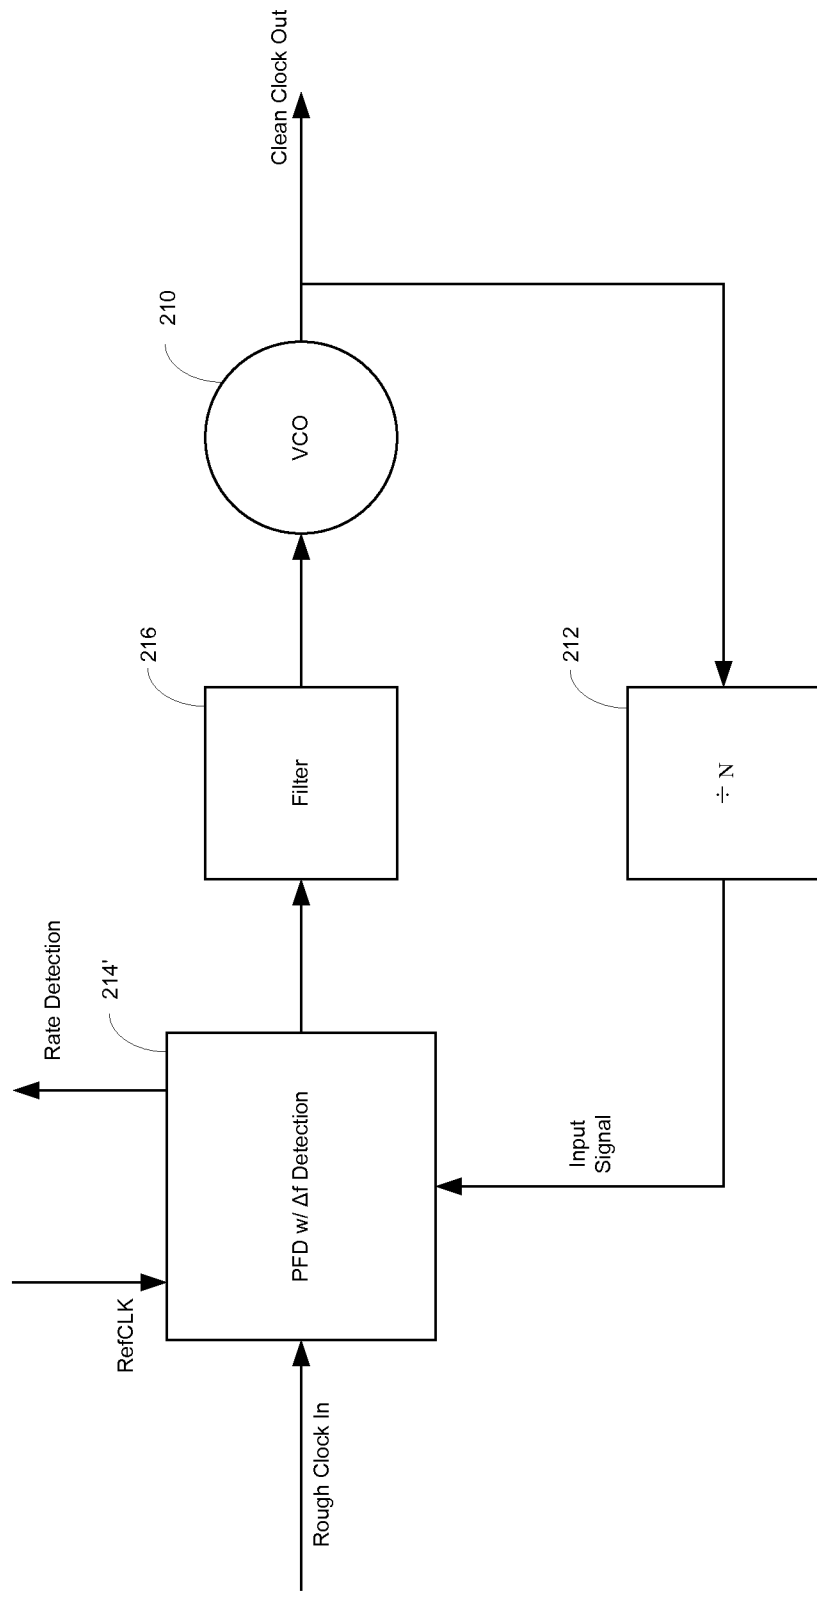 Rough Clock In
RefCLK
Rate Detection
214'
PFD w/ Δf Detection
216
Filter
210
VCO
Clean Clock Out
212
÷ N
Input
Signal